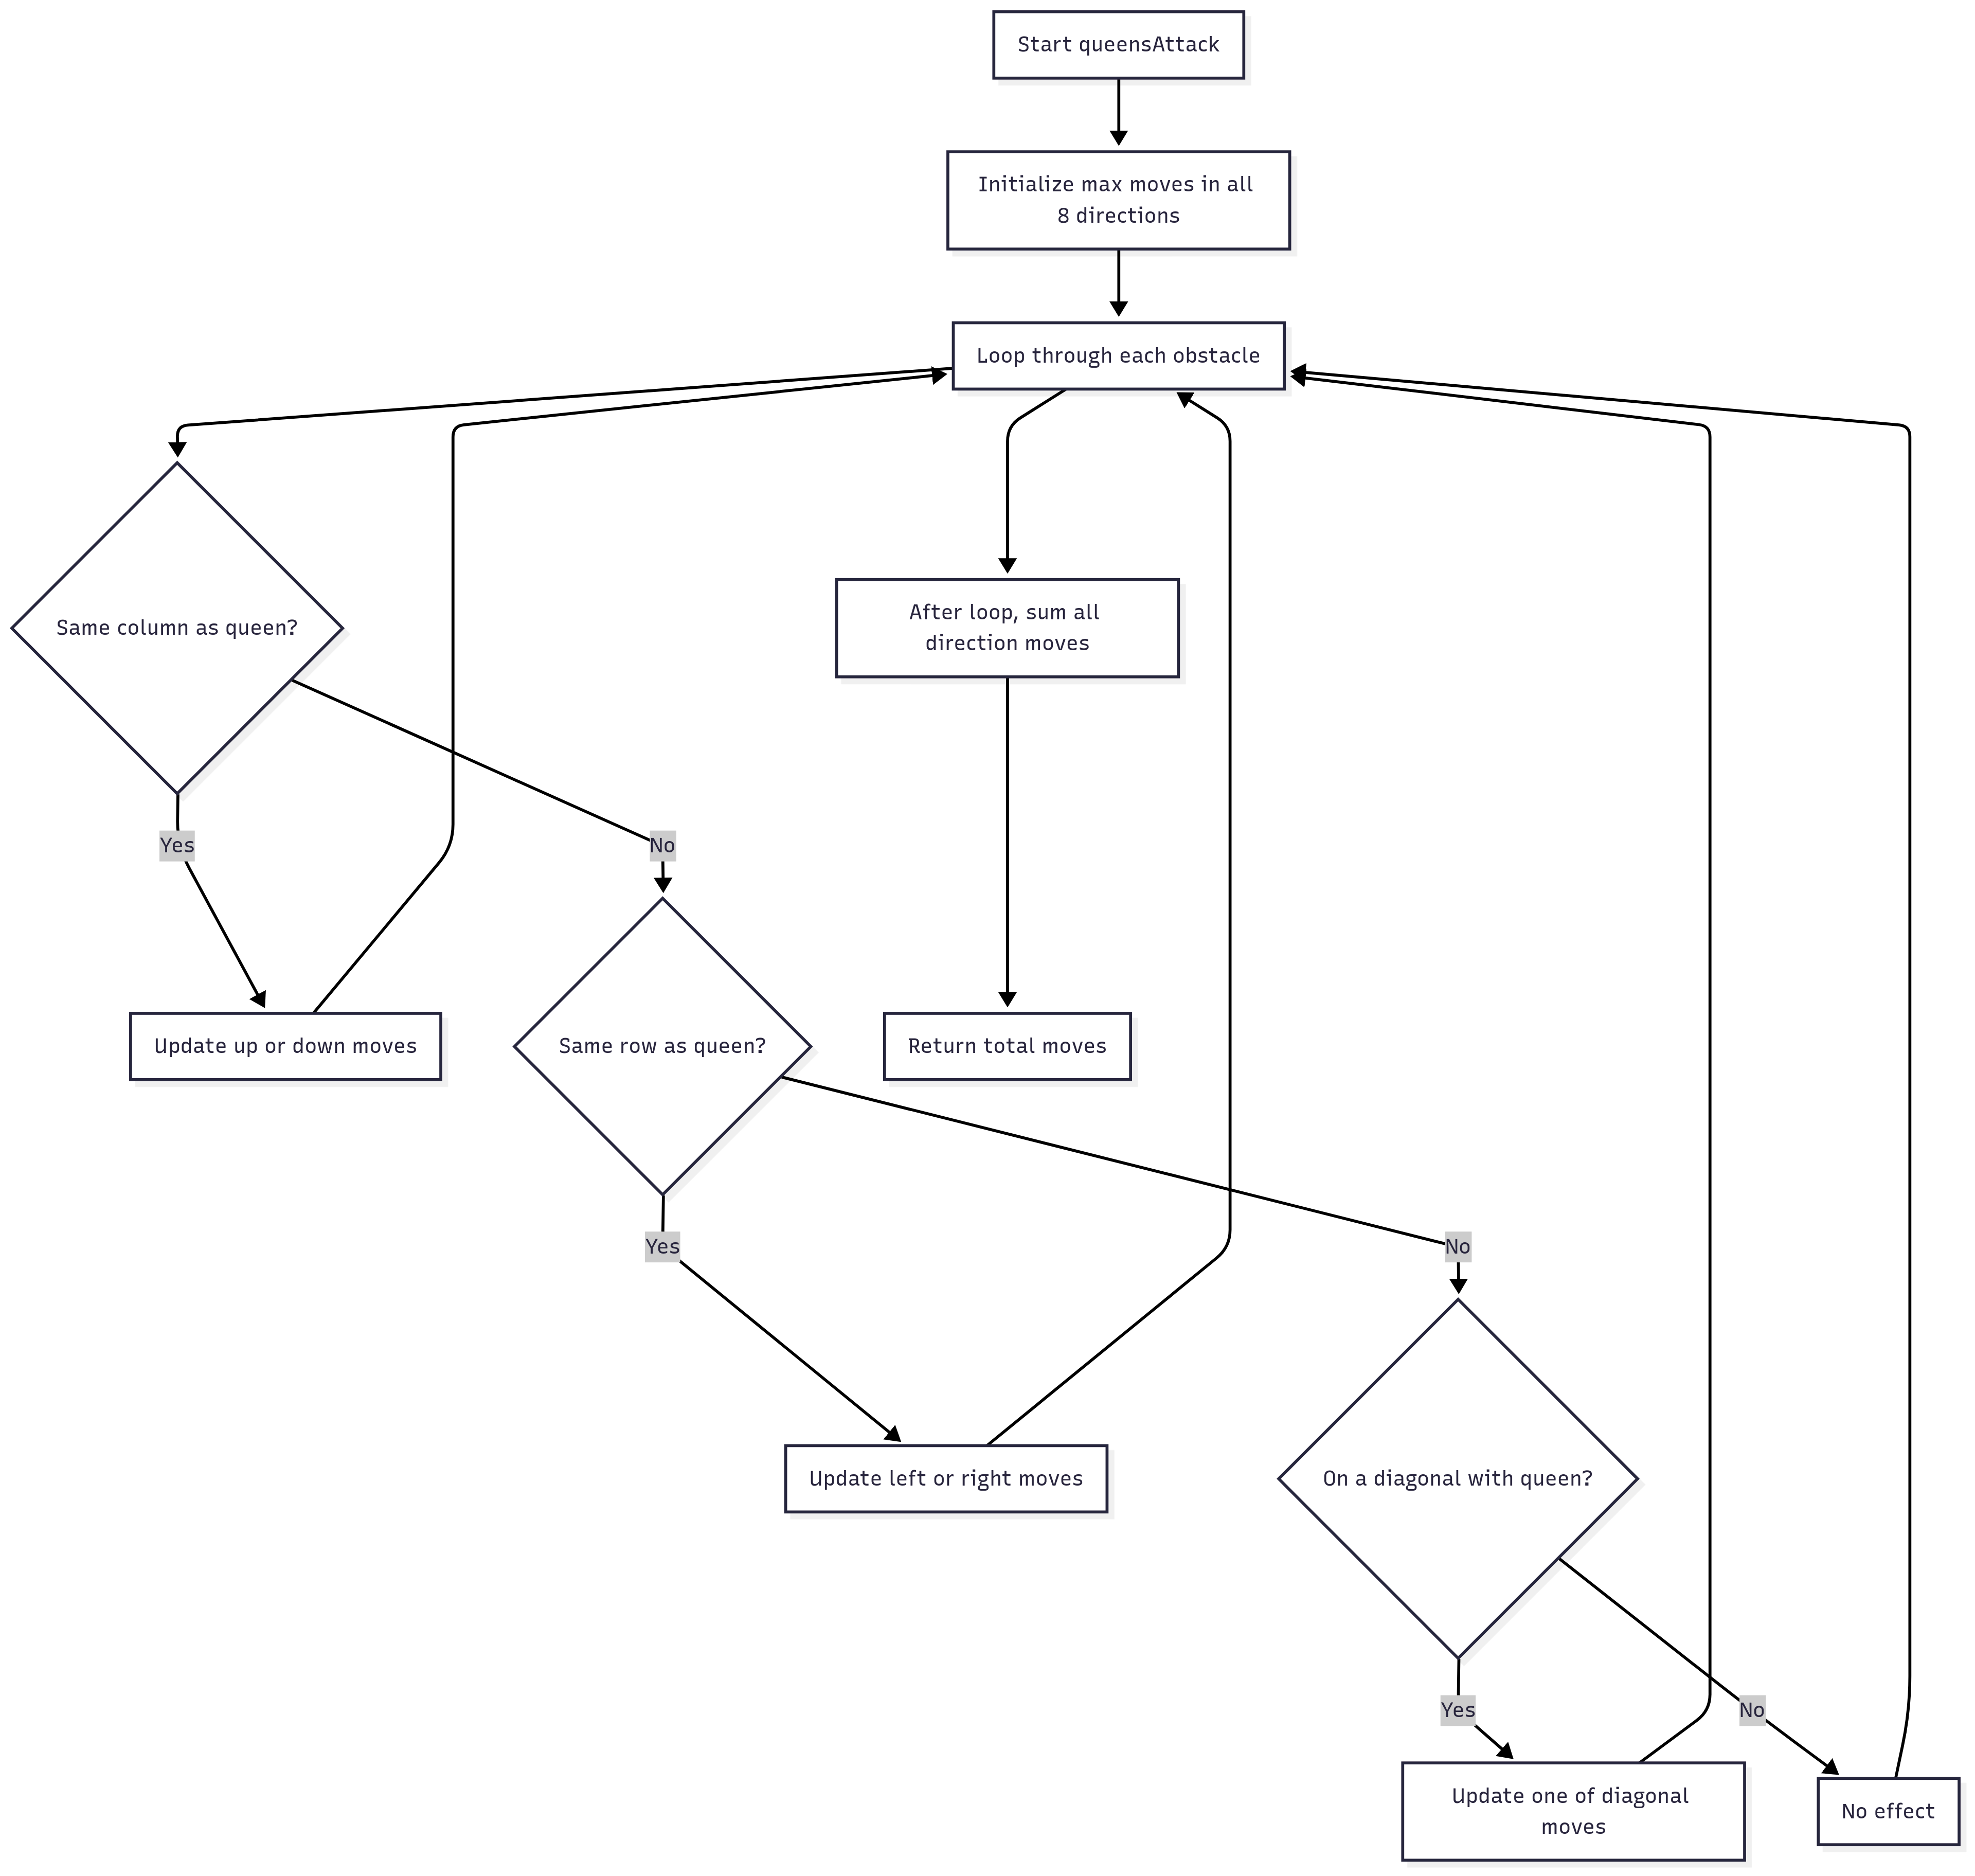 Start queensAttack
Initialize max moves in all
8 directions
Loop through each obstacle
Same column as queen?
After loop, sum all
direction moves
Yes
No
Update up or down moves
Same row as queen?
Return total moves
Yes
No
Update left or right moves
On a diagonal with queen?
Yes
No
Update one of diagonal
moves
No effect